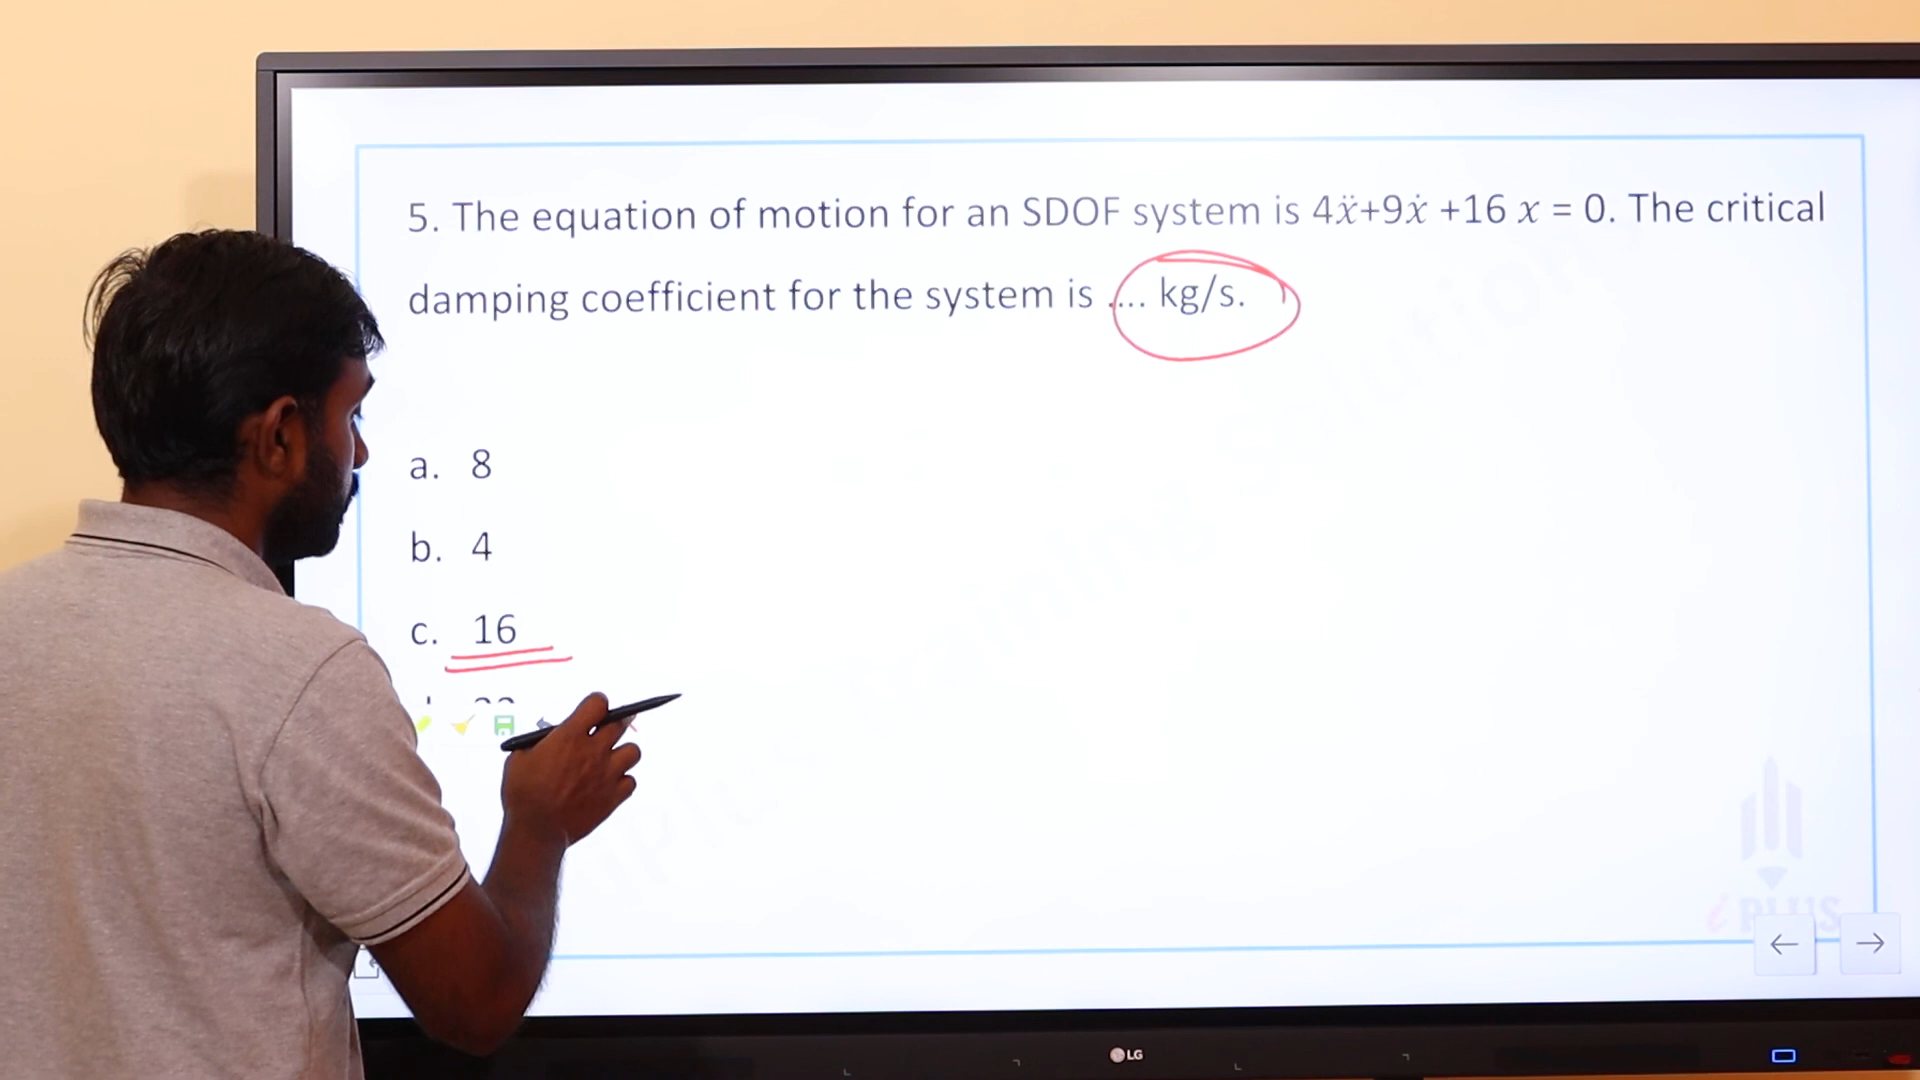 5. The equation of motion for an SDOF system is 4ẍ+9ẋ +16 x = 0. The critical
damping coefficient for the system is .... kg/s.
a. 8
b. 4
c. 16
i PLUS
LG